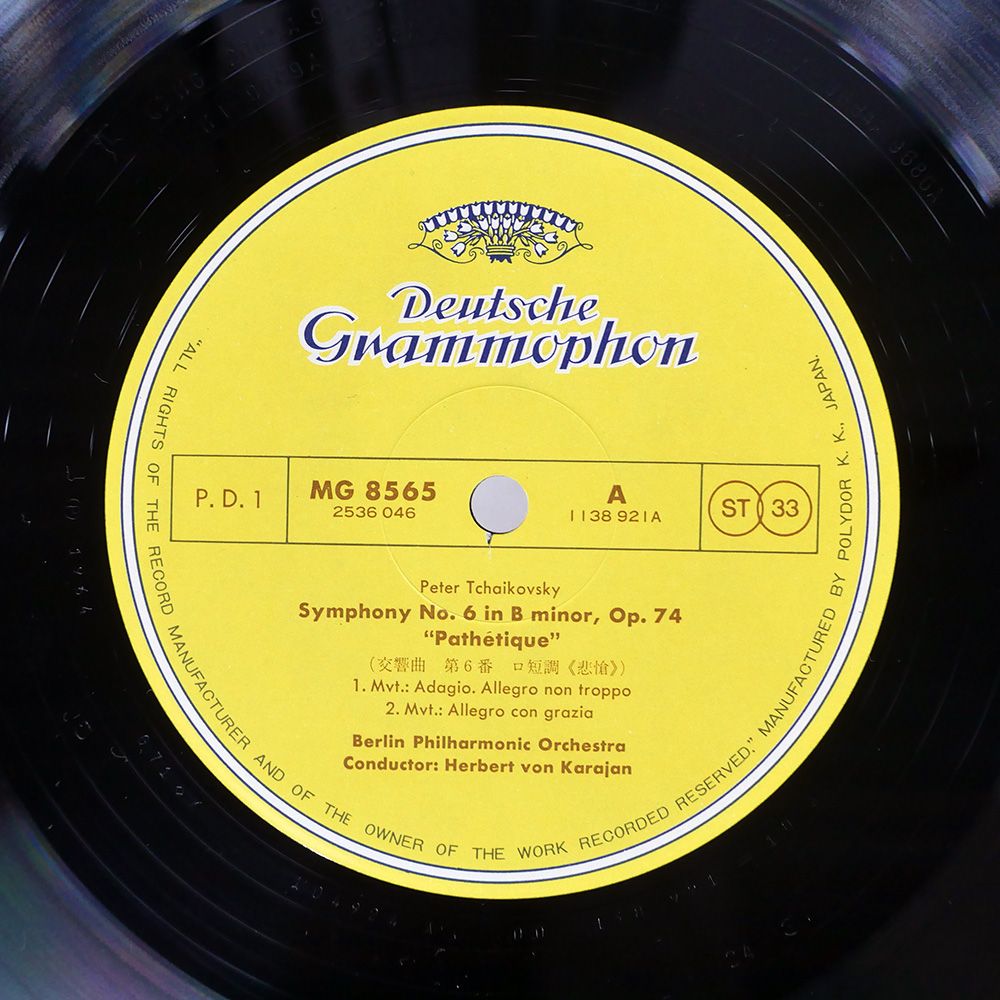 Deutsche
Grammophon
P. D. 1
MG 8565
2536 046
A
1138 921A
ST 33
Peter Tchaikovsky
Symphony No. 6 in B minor, Op. 74
“Pathétique”
(交響曲 第6番 ロ短調《悲愴》)
1. Mvt.: Adagio. Allegro non troppo
2. Mvt.: Allegro con grazia
Berlin Philharmonic Orchestra
Conductor: Herbert von Karajan
“ALL RIGHTS OF THE RECORD MANUFACTURER AND OF THE OWNER OF THE WORK RECORDED RESERVED,” MANUFACTURED BY POLYDOR K. K., JAPAN.